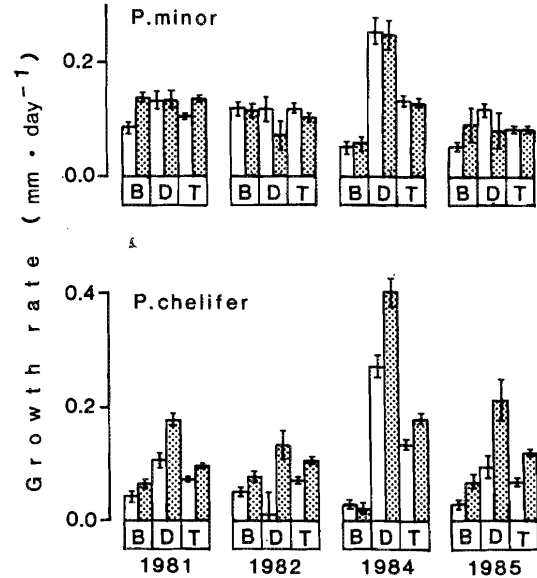 P.minor
0.2
0.0
B D T B D T B D T B D T
Growth rate (mm · day⁻¹)
P.chelifer
0.4
0.2
0.0
B D T B D T B D T B D T
1981 1982 1984 1985